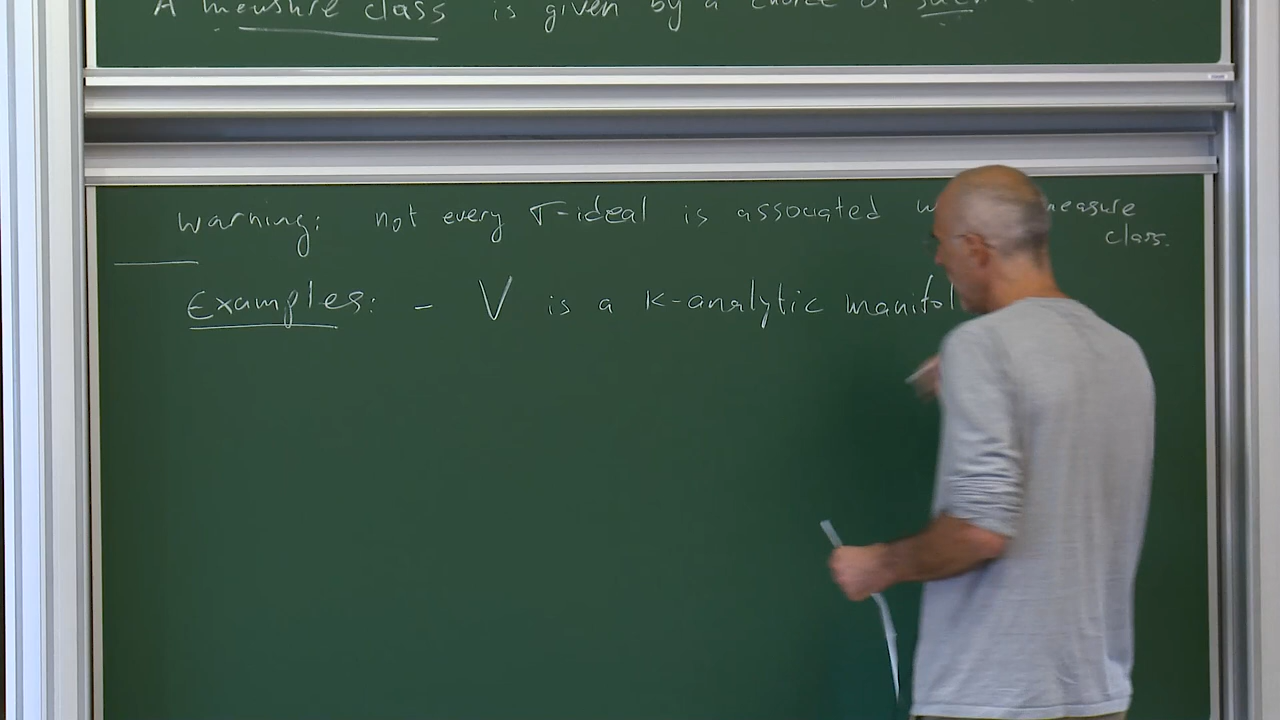 A measure class is given by a choice of such
Warning: not every σ-ideal is associated measure
class.
Examples: - V is a K-analytic manifol